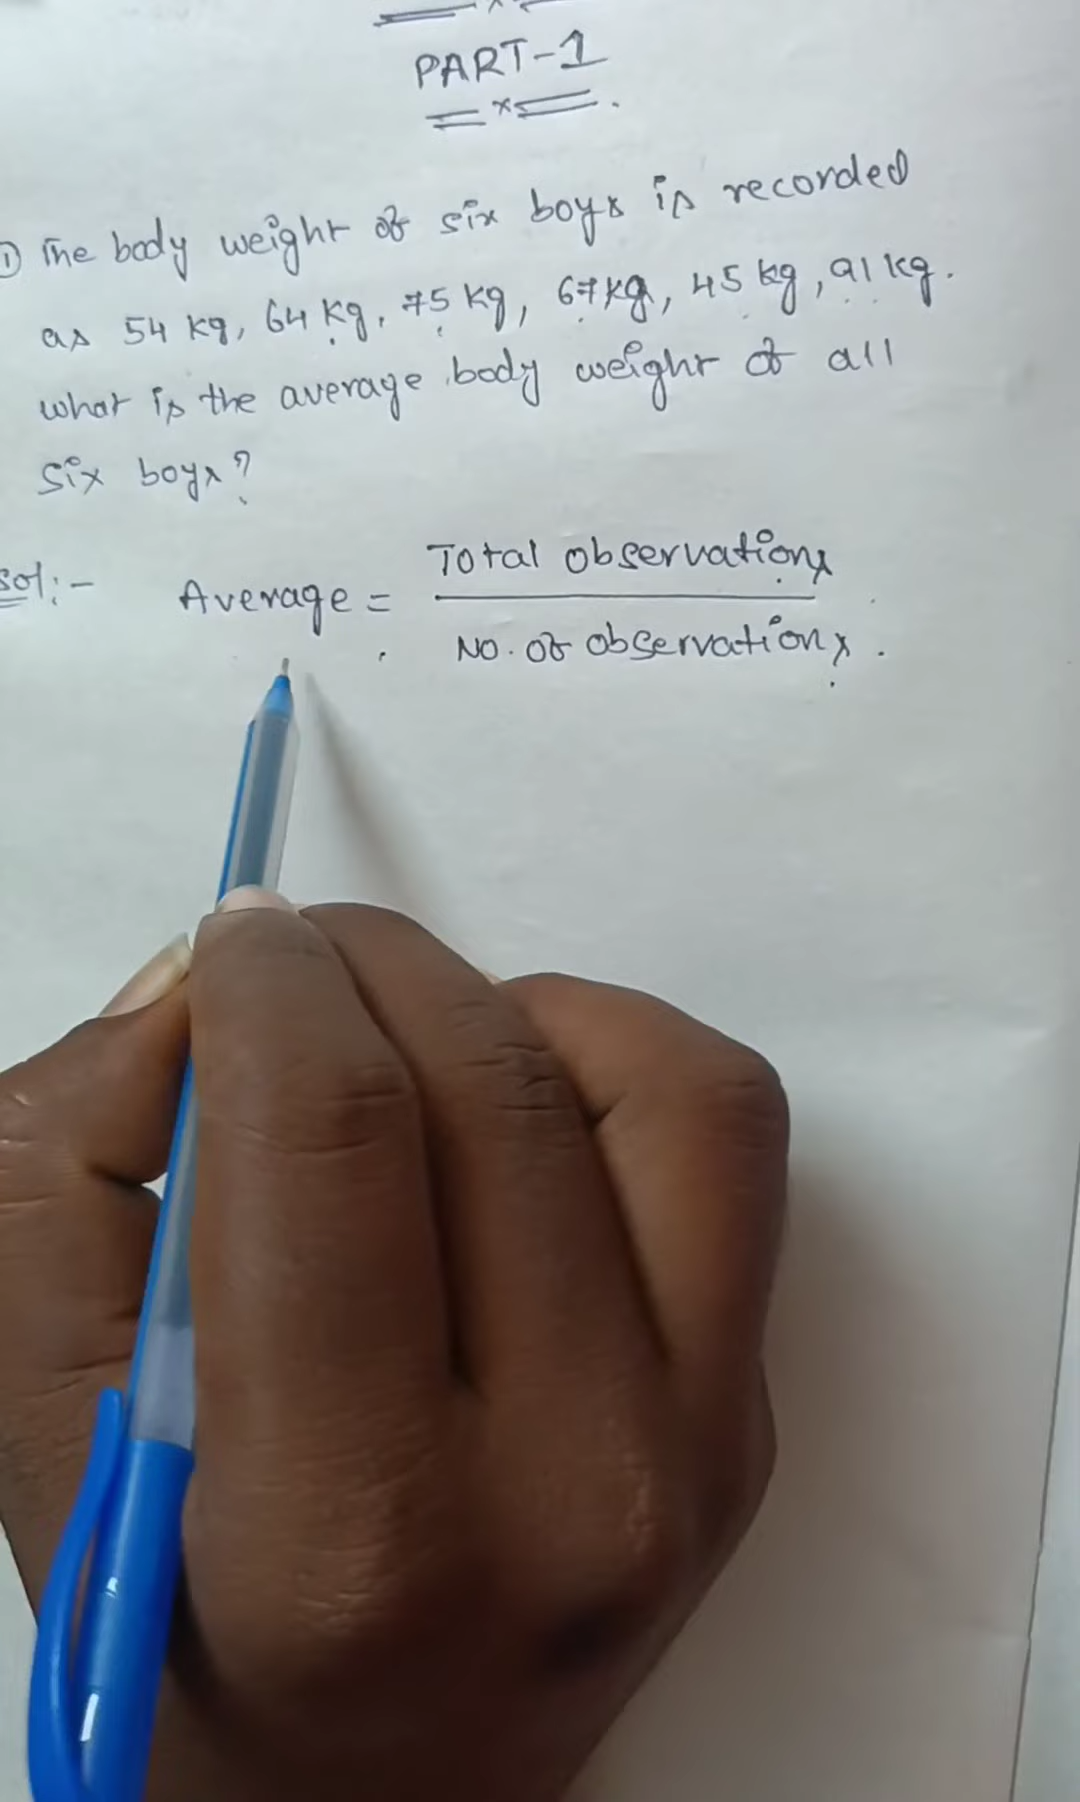 PART-1
1) The body weight of six boys is recorded
as 54 kg, 64 kg, 75 kg, 67 kg, 45 kg, 91 kg.
what is the average body weight of all
six boys?
Sol:- Average = Total observations
No. of observations.